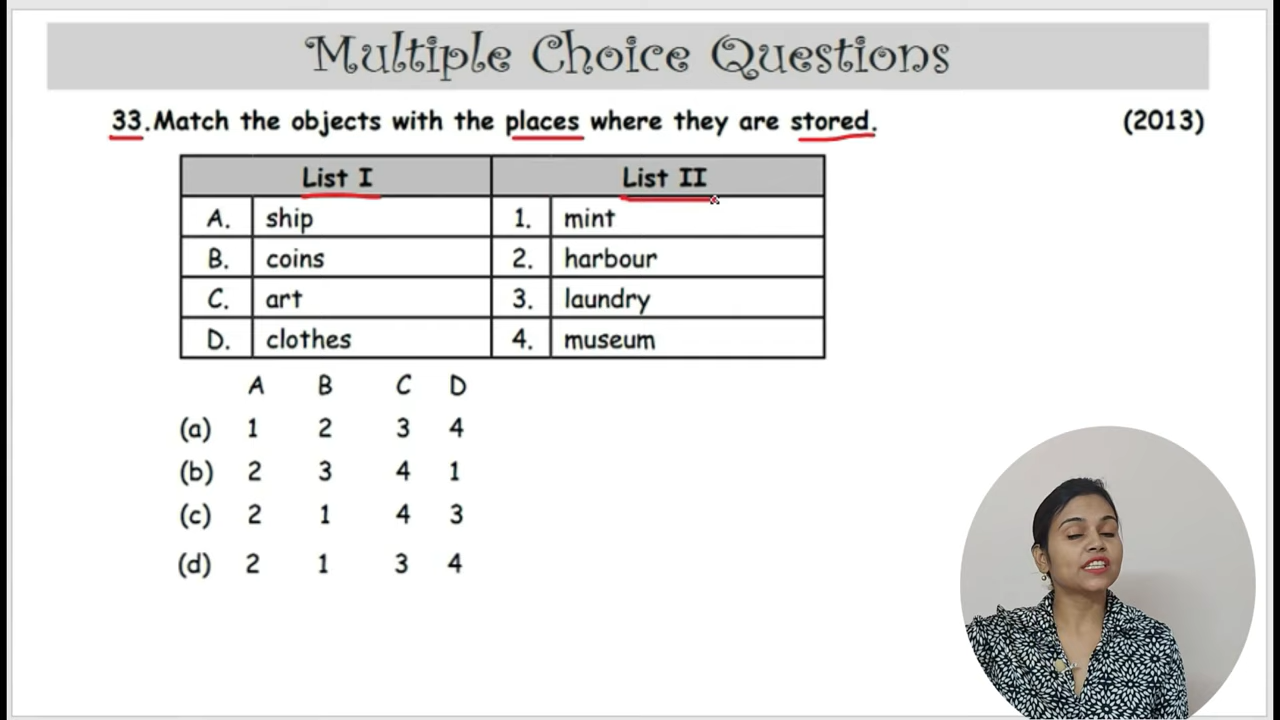 Multiple Choice Questions
33.Match the objects with the places where they are stored. (2013)
List I List II
A. ship 1. mint
B. coins 2. harbour
C. art 3. laundry
D. clothes 4. museum
A B C D
(a) 1 2 3 4
(b) 2 3 4 1
(c) 2 1 4 3
(d) 2 1 3 4